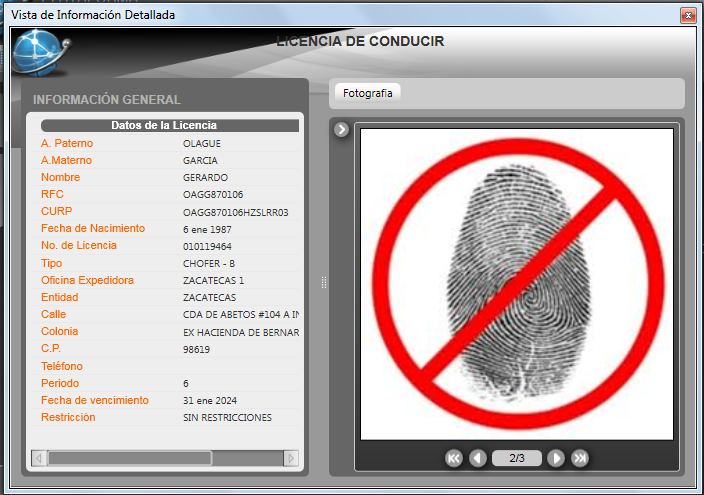 Vista de Información Detallada
LICENCIA DE CONDUCIR
INFORMACIÓN GENERAL
Fotografia
Datos de la Licencia
A. Paterno OLAGUE
A.Materno GARCIA
Nombre GERARDO
RFC OAGG870106
CURP OAGG870106HZSLRR03
Fecha de Nacimiento 6 ene 1987
No. de Licencia 010119464
Tipo CHOFER - B
Oficina Expedidora ZACATECAS 1
Entidad ZACATECAS
Calle CDA DE ABETOS #104 A IN
Colonia EX HACIENDA DE BERNAR
C.P. 98619
Teléfono
Periodo 6
Fecha de vencimiento 31 ene 2024
Restricción SIN RESTRICCIONES
2/3